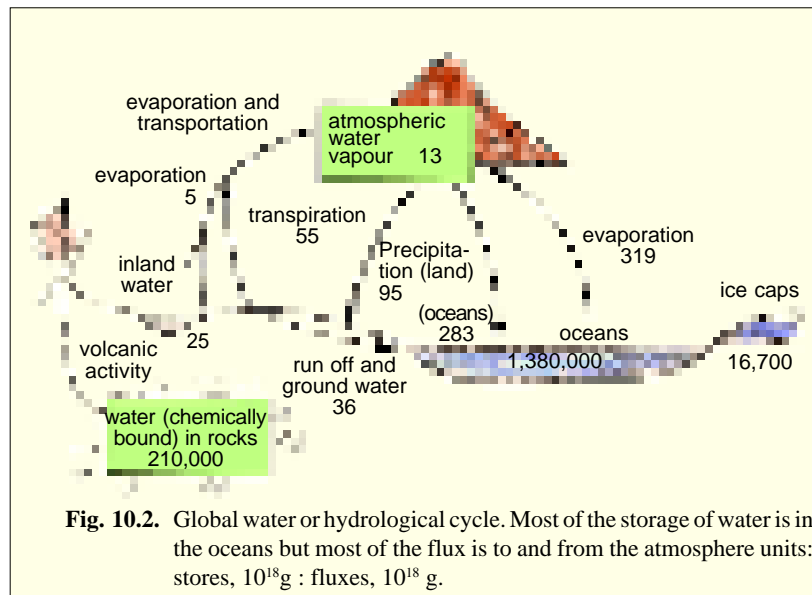 evaporation and
transportation
atmospheric
water
vapour 13
evaporation
5
transpiration
55
evaporation
319
inland
water
Precipita-
tion (land)
95
ice caps
(oceans)
283
oceans
25
volcanic
activity
run off and
ground water
36
1,380,000
16,700
water (chemically
bound) in rocks
210,000
Fig. 10.2. Global water or hydrological cycle. Most of the storage of water is in
the oceans but most of the flux is to and from the atmosphere units:
stores, 10¹⁸g : fluxes, 10¹⁸ g.